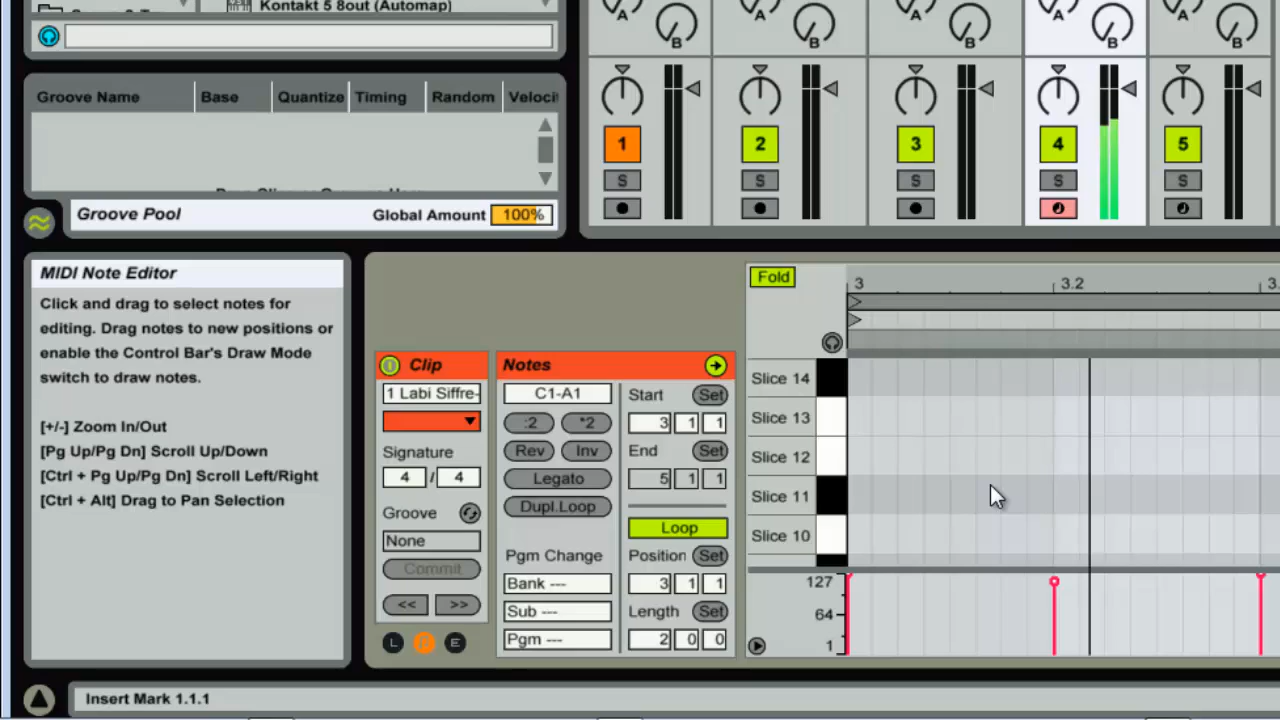 Kontakt 5 8out (Automap)
A B A B A B A B A B
Groove Name Base Quantize Timing Random Veloci
Groove Pool Global Amount 100%
1 2 3 4 5
S S S S S
MIDI Note Editor
Click and drag to select notes for
editing. Drag notes to new positions or
enable the Control Bar's Draw Mode
switch to draw notes.
[+/-] Zoom In/Out
[Pg Up/Pg Dn] Scroll Up/Down
[Ctrl + Pg Up/Pg Dn] Scroll Left/Right
[Ctrl + Alt] Drag to Pan Selection
Clip
1 Labi Siffre-
Signature
4 / 4
Groove
None
Commit
<< >>
L E
Notes
C1-A1
:2 *2
Rev Inv
Legato
Dupl.Loop
Pgm Change
Bank ---
Sub ---
Pgm ---
Start Set
3 1 1
End Set
5 1 1
Loop
Position Set
3 1 1
Length Set
2 0 0
Fold
3 3.2 3.
Slice 14
Slice 13
Slice 12
Slice 11
Slice 10
127
64
1
Insert Mark 1.1.1